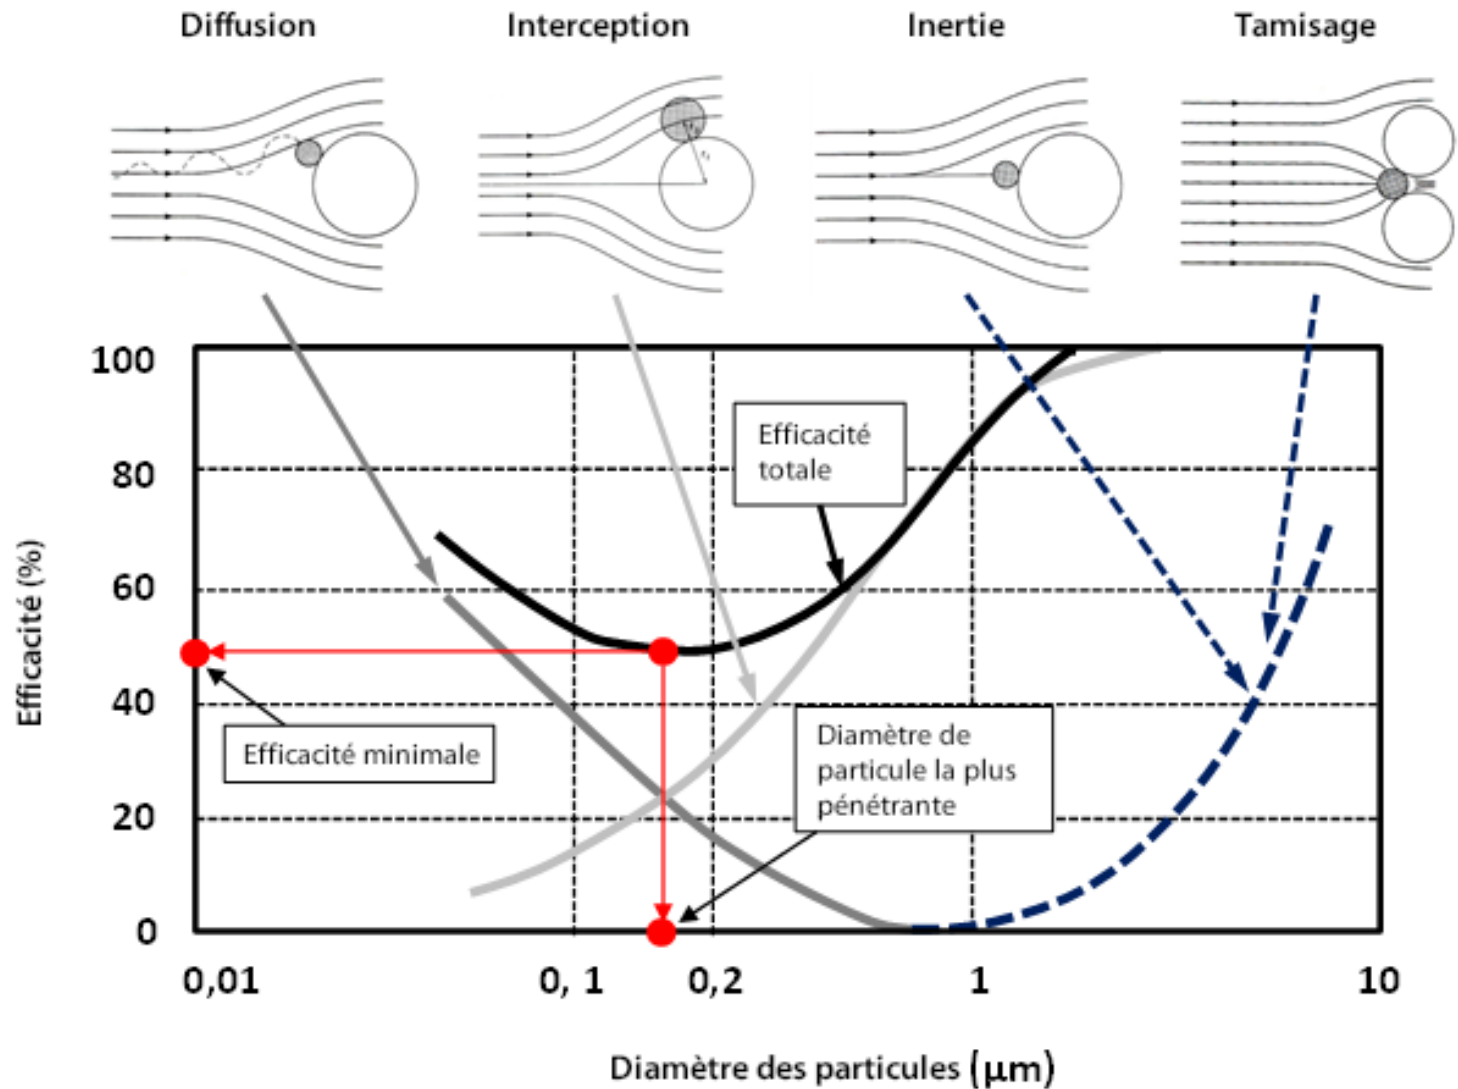 Diffusion
Interception
Inertie
Tamisage
100
80
60
40
20
0
Efficacité (%)
Efficacité
totale
Efficacité minimale
Diamètre de
particule la plus
pénétrante
0,01
0, 1
0,2
1
10
Diamètre des particules (μm)